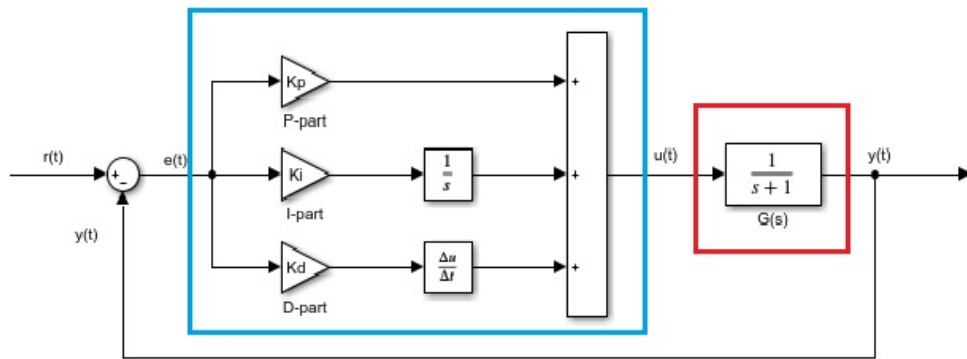 Kp
+
P-part
r(t)
e(t)
u(t)
y(t)
+
−
Ki
1
s
+
1
s + 1
I-part
G(s)
y(t)
Kd
Δu
Δt
+
D-part